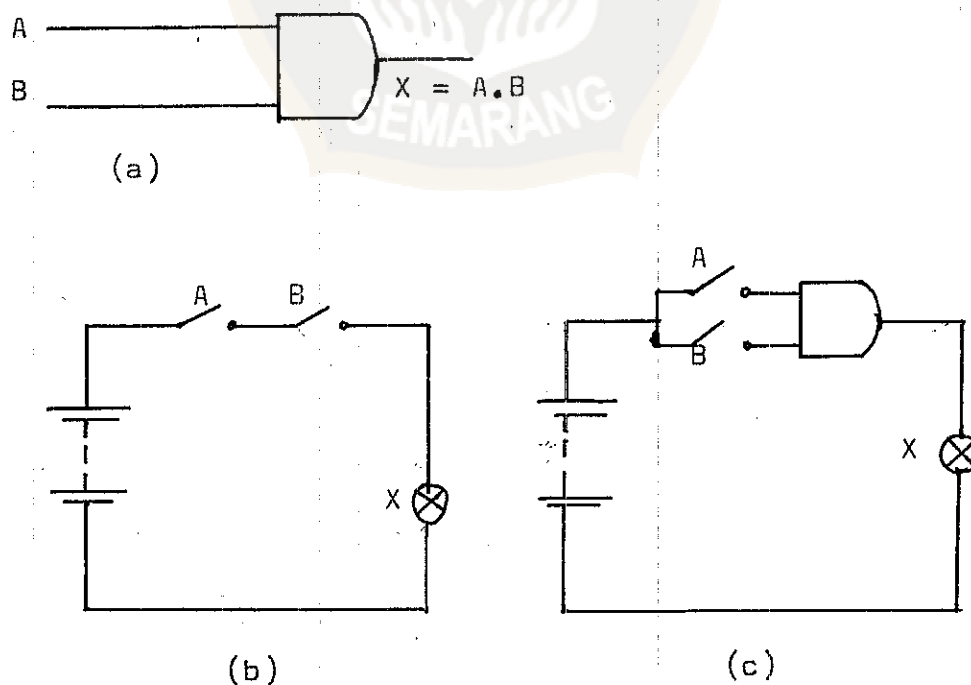 A
B
X = A.B
SEMARANG
(a)
A B
X
(b)
A
B
X
(c)